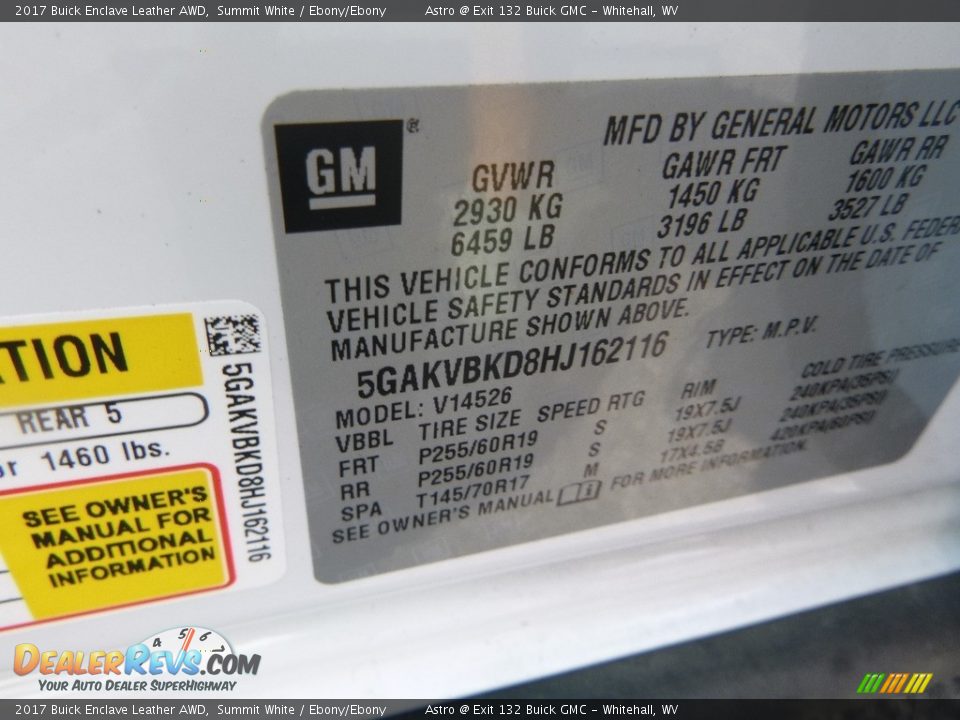 2017 Buick Enclave Leather AWD, Summit White / Ebony/Ebony Astro @ Exit 132 Buick GMC - Whitehall, WV
GM ®
MFD BY GENERAL MOTORS LLC
GVWR GAWR FRT GAWR RR
2930 KG 1450 KG 1600 KG
6459 LB 3196 LB 3527 LB
THIS VEHICLE CONFORMS TO ALL APPLICABLE U.S. FEDER
VEHICLE SAFETY STANDARDS IN EFFECT ON THE DATE OF
MANUFACTURE SHOWN ABOVE.
5GAKVBKD8HJ162116 TYPE: M.P.V.
MODEL: V14526
VBBL TIRE SIZE SPEED RTG RIM COLD TIRE PRESSURE
FRT P255/60R19 S 19X7.5J 240KPA(35PSI)
RR P255/60R19 S 19X7.5J 240KPA(35PSI)
SPA T145/70R17 M 17X4.5B 420KPA(60PSI)
SEE OWNER'S MANUAL FOR MORE INFORMATION.
TION
REAR 5
or 1460 lbs.
SEE OWNER'S
MANUAL FOR
ADDITIONAL
INFORMATION
5GAKVBKD8HJ162116
4 5 6
DEALERREVS.COM
YOUR AUTO DEALER SUPERHIGHWAY
2017 Buick Enclave Leather AWD, Summit White / Ebony/Ebony Astro @ Exit 132 Buick GMC - Whitehall, WV